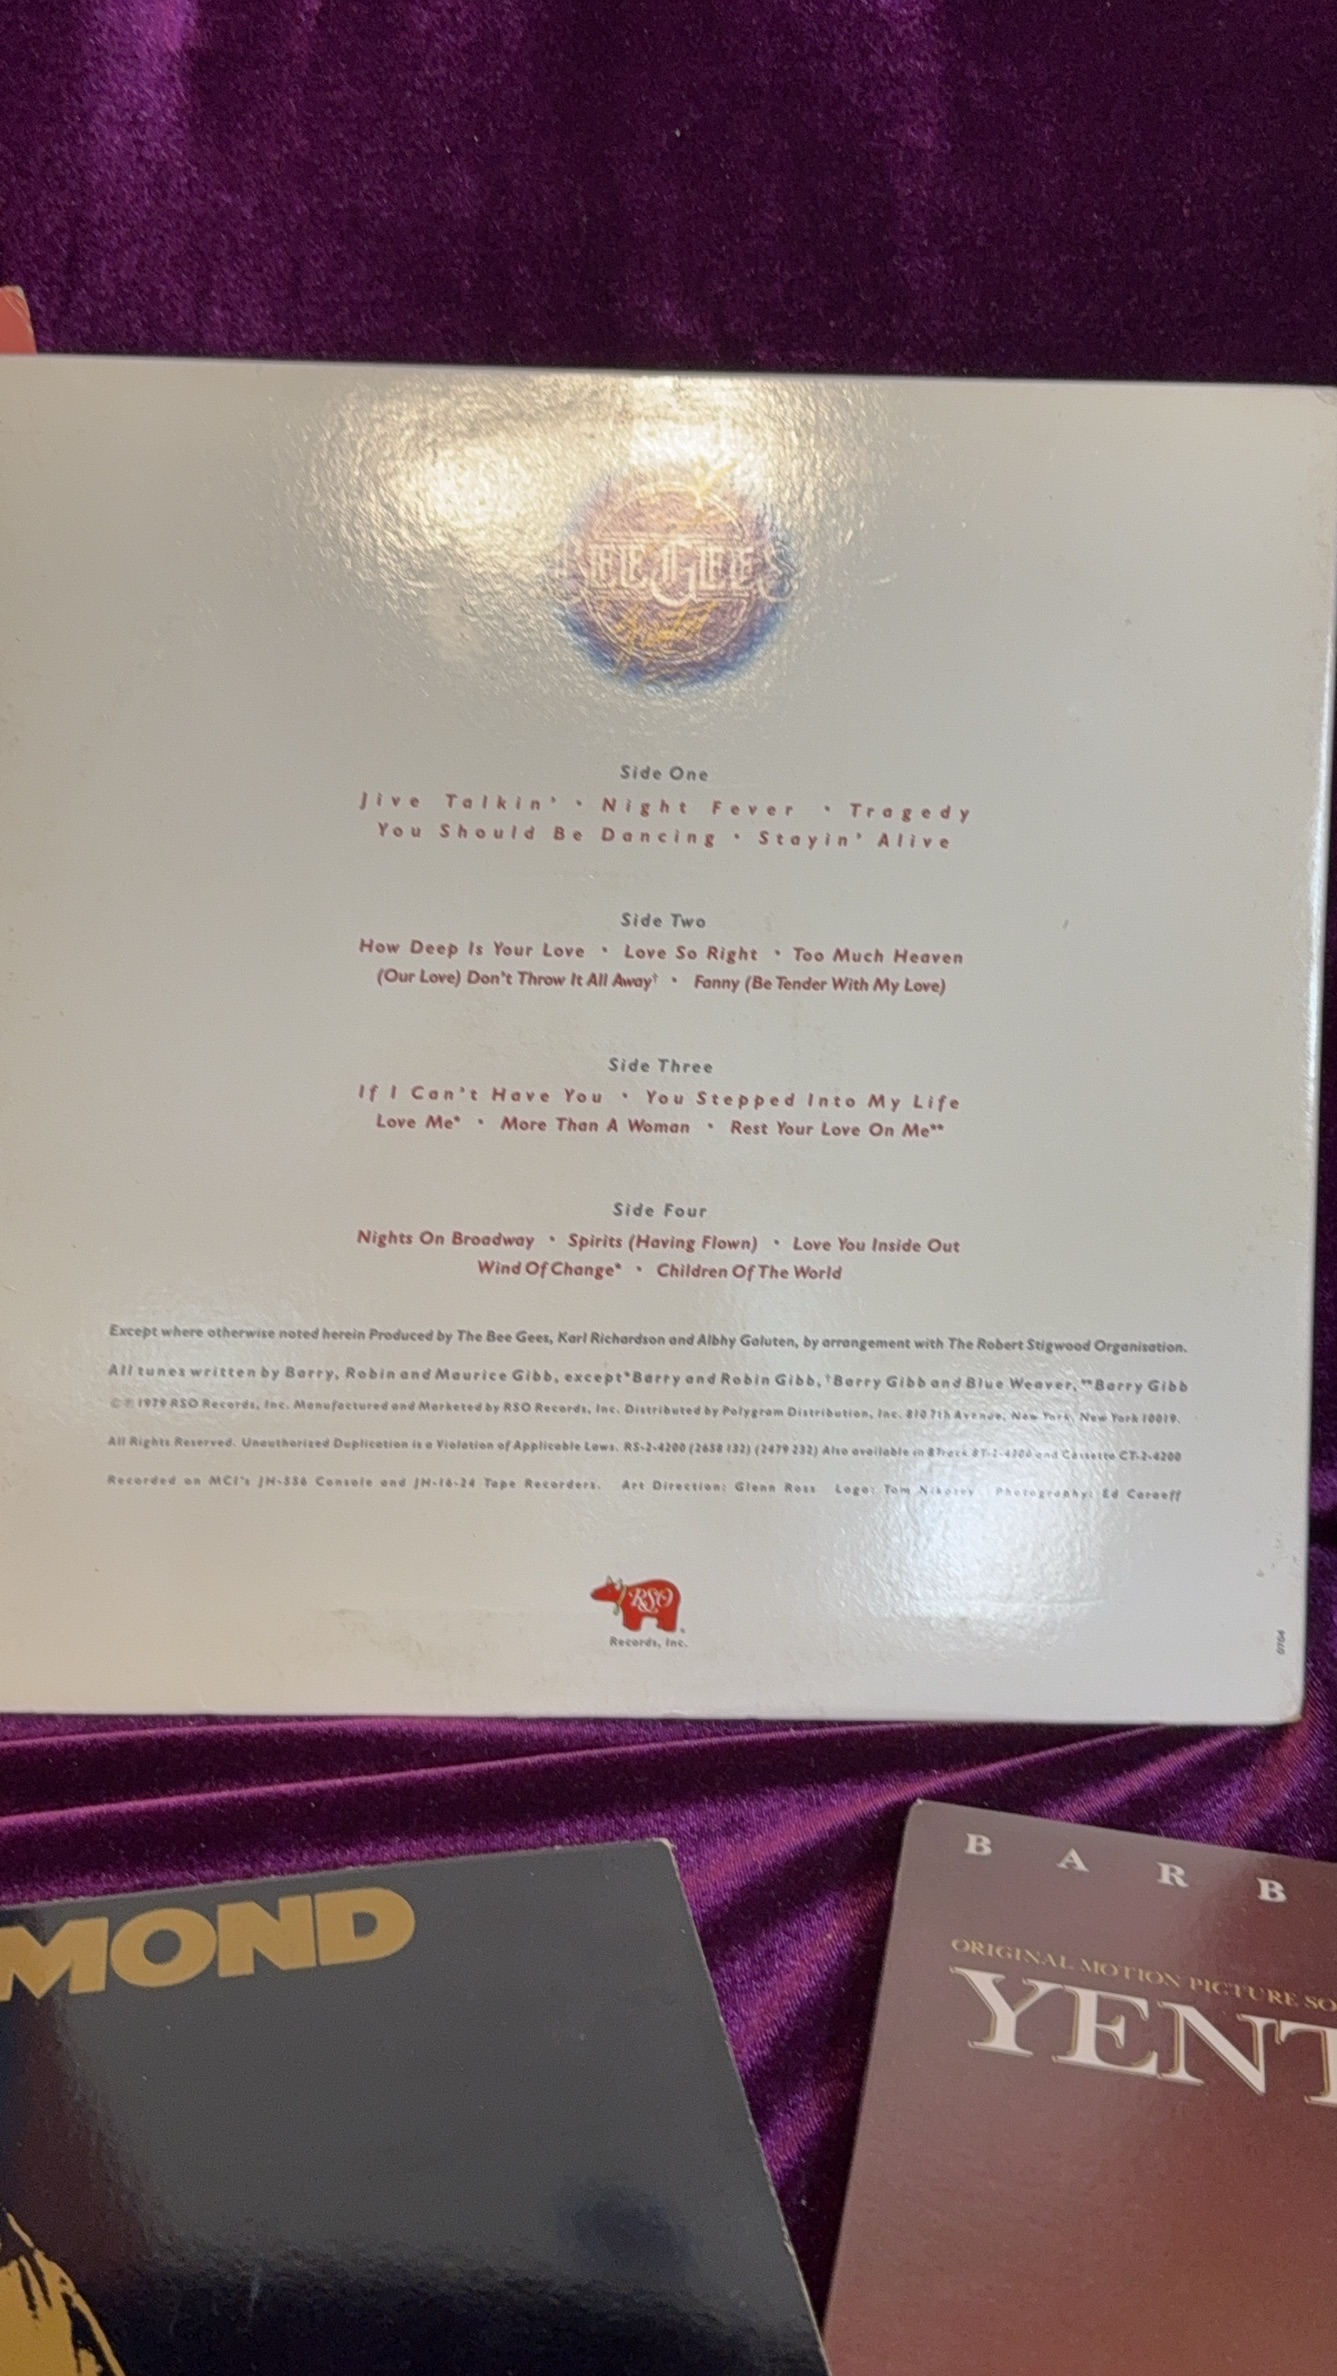 BEE GEES
Greatest
Side One
Jive Talkin' • Night Fever • Tragedy
You Should Be Dancing • Stayin' Alive
Side Two
How Deep Is Your Love • Love So Right • Too Much Heaven
(Our Love) Don't Throw It All Away† • Fanny (Be Tender With My Love)
Side Three
If I Can't Have You • You Stepped Into My Life
Love Me* • More Than A Woman • Rest Your Love On Me**
Side Four
Nights On Broadway • Spirits (Having Flown) • Love You Inside Out
Wind Of Change* • Children Of The World
Except where otherwise noted herein Produced by The Bee Gees, Karl Richardson and Albhy Galuten, by arrangement with The Robert Stigwood Organisation.
All tunes written by Barry, Robin and Maurice Gibb, except *Barry and Robin Gibb, †Barry Gibb and Blue Weaver, **Barry Gibb
© ℗ 1979 RSO Records, Inc. Manufactured and Marketed by RSO Records, Inc. Distributed by Polygram Distribution, Inc. 810 7th Avenue, New York, New York 10019.
All Rights Reserved. Unauthorized Duplication is a Violation of Applicable Laws. RS-2-4200 (2658 132) (2479 232) Also available in 8Track 8T-2-4200 and Cassette CT-2-4200
Recorded on MCI's JH-556 Console and JH-16-24 Tape Recorders. Art Direction: Glenn Ross Logo: Tom Nikosey Photography: Ed Caraeff
RSO
Records, Inc.
0704
MOND
B A R B
ORIGINAL MOTION PICTURE SO
YENT